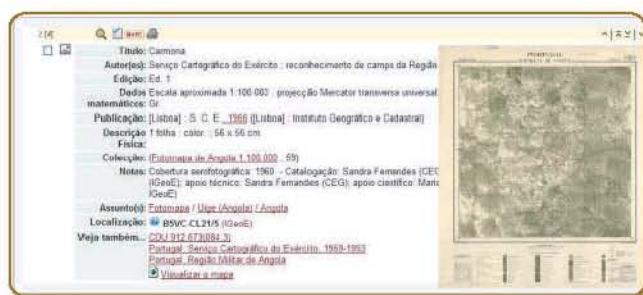 2 [4]
Título: Carmona
Autor(es): Serviço Cartográfico do Exército ; reconhecimento de campo da Região
Edição: Ed. 1
Dados matemáticos: Escala aproximada 1:100 000 ; projecção Mercator transversa universal. Gr
Publicação: [Lisboa] : S. C. E., 1966 ([Lisboa] : Instituto Geográfico e Cadastral)
Descrição Física: 1 folha : color. ; 56 x 56 cm
Colecção: (Fotomapa de Angola 1:100.000 ; 59)
Notas: Cobertura aerofotográfica: 1960. - Catalogação: Sandra Fernandes (CEG
(IGeoE); apoio técnico: Sandra Fernandes (CEG); apoio científico: Maria
IGeoE)
Assunto(s): Fotomapa / Uíge (Angola) / Angola
Localização: B5VC-CL21/5 (IGeoE)
Veja também... CDU 912.673(084.3)
Portugal. Serviço Cartográfico do Exército, 1959-1993
Portugal. Região Militar de Angola
Visualizar o mapa